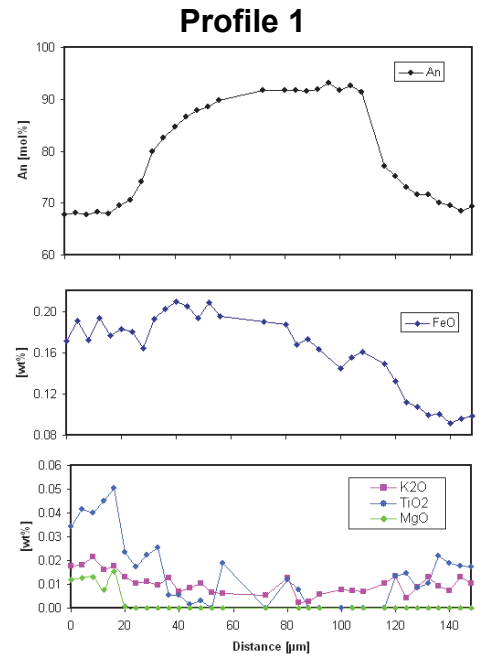 Profile 1
100
90
80
70
60
An [mol%]
An
0.20
0.16
0.12
0.08
[wt%]
FeO
0.06
0.05
0.04
0.03
0.02
0.01
0.00
[wt%]
K2O
TiO2
MgO
0 20 40 60 80 100 120 140
Distance [µm]